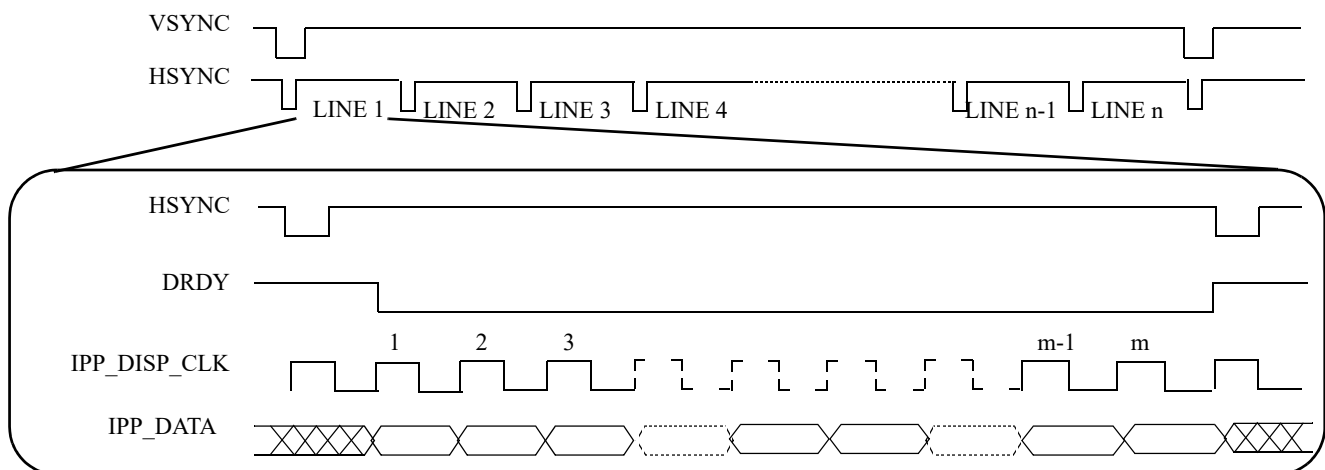 VSYNC
HSYNC
LINE 1 LINE 2 LINE 3 LINE 4 LINE n-1 LINE n
HSYNC
DRDY
1 2 3 m-1 m
IPP_DISP_CLK
IPP_DATA